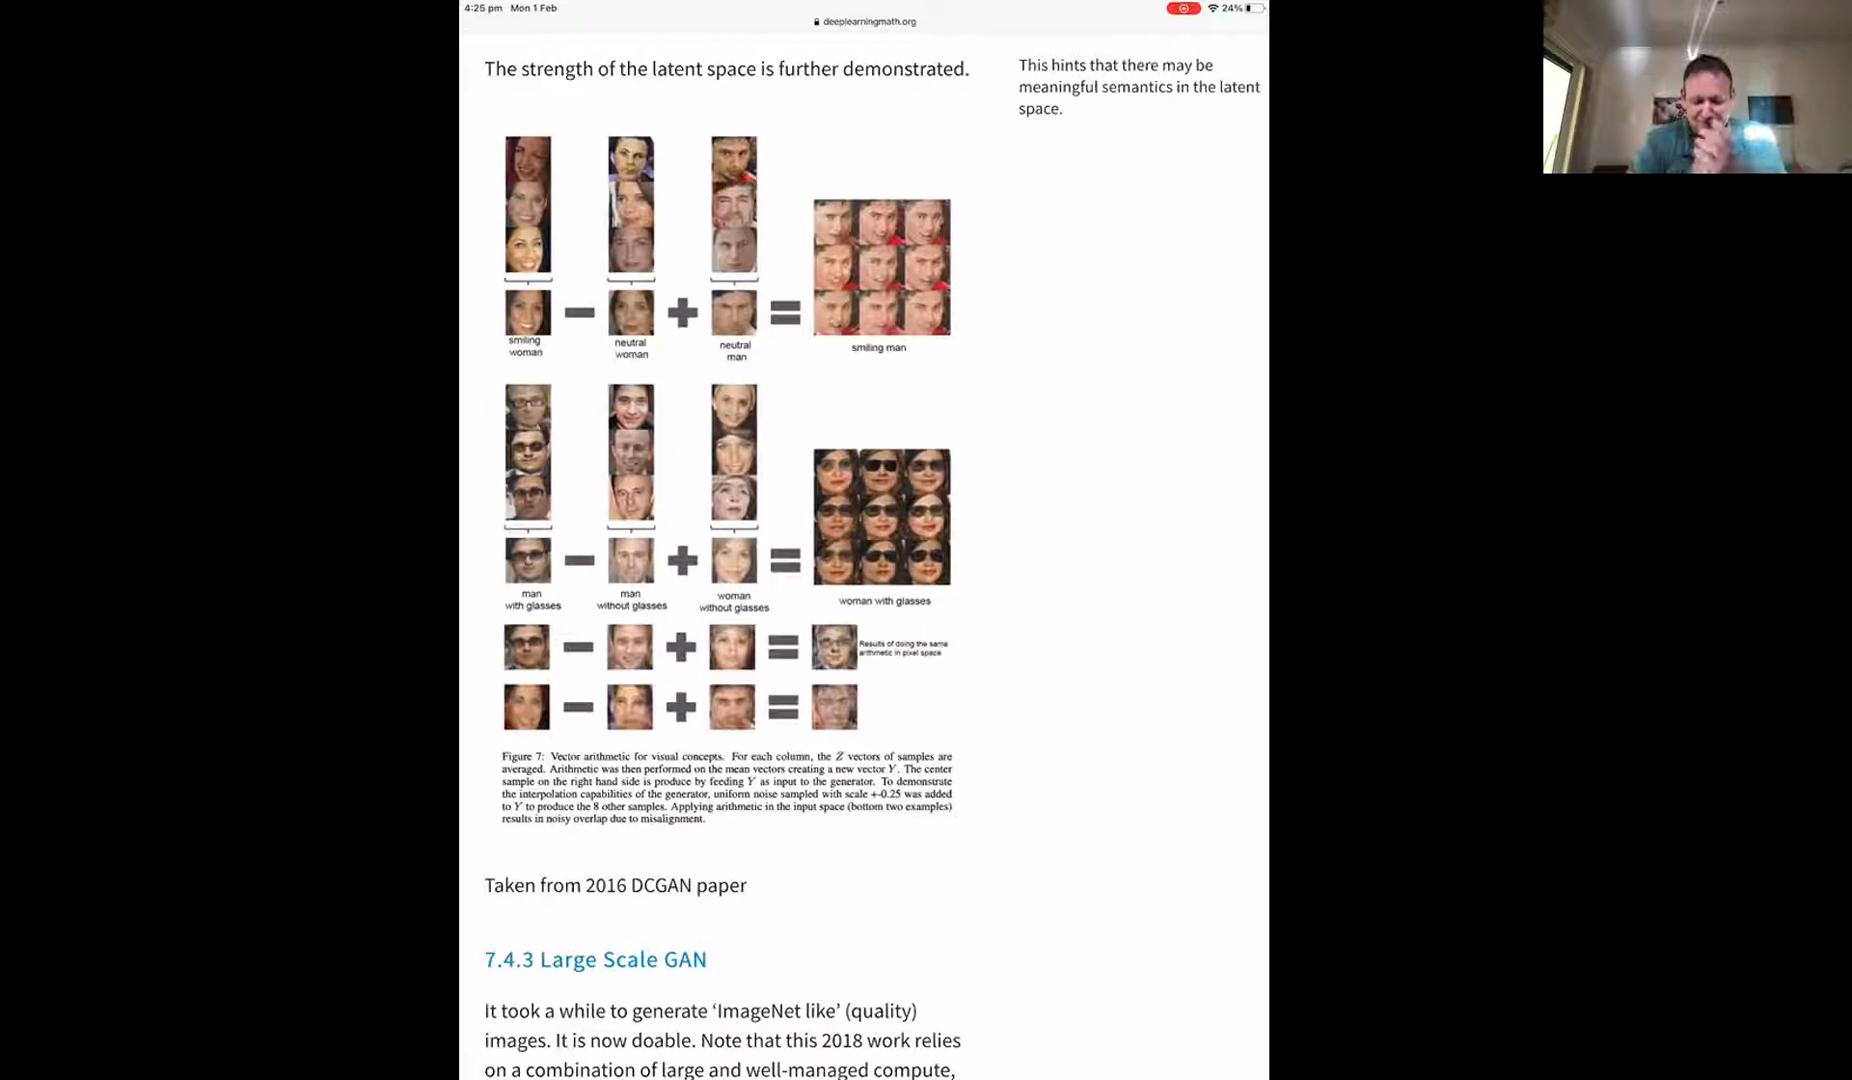 4:25 pm Mon 1 Feb
24%
deeplearningmath.org
The strength of the latent space is further demonstrated.
This hints that there may be
meaningful semantics in the latent
space.
smiling
woman
neutral
woman
neutral
man
smiling man
man
with glasses
man
without glasses
woman
without glasses
woman with glasses
Results of doing the same
arithmetic in pixel space
Figure 7: Vector arithmetic for visual concepts. For each column, the Z vectors of samples are
averaged. Arithmetic was then performed on the mean vectors creating a new vector Y. The center
sample on the right hand side is produce by feeding Y as input to the generator. To demonstrate
the interpolation capabilities of the generator, uniform noise sampled with scale +-0.25 was added
to Y to produce the 8 other samples. Applying arithmetic in the input space (bottom two examples)
results in noisy overlap due to misalignment.
Taken from 2016 DCGAN paper
7.4.3 Large Scale GAN
It took a while to generate ‘ImageNet like’ (quality)
images. It is now doable. Note that this 2018 work relies
on a combination of large and well-managed compute,